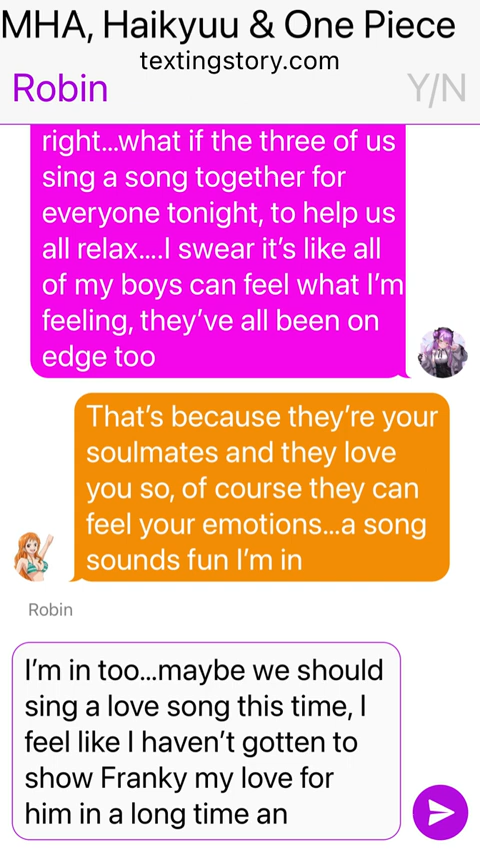 MHA, Haikyuu & One Piece
textingstory.com
Robin
Y/N
right...what if the three of us
sing a song together for
everyone tonight, to help us
all relax....I swear it's like all
of my boys can feel what I'm
feeling, they've all been on
edge too
That's because they're your
soulmates and they love
you so, of course they can
feel your emotions...a song
sounds fun I'm in
Robin
I'm in too...maybe we should
sing a love song this time, I
feel like I haven't gotten to
show Franky my love for
him in a long time an